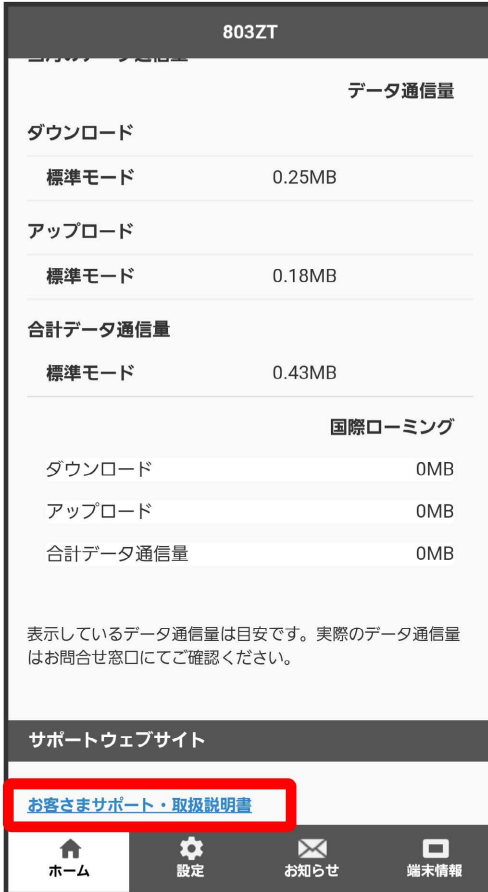 803ZT
データ通信量
ダウンロード
標準モード 0.25MB
アップロード
標準モード 0.18MB
合計データ通信量
標準モード 0.43MB
国際ローミング
ダウンロード 0MB
アップロード 0MB
合計データ通信量 0MB
表示しているデータ通信量は目安です。実際のデータ通信量
はお問合せ窓口にてご確認ください。
サポートウェブサイト
お客さまサポート・取扱説明書
ホーム 設定 お知らせ 端末情報